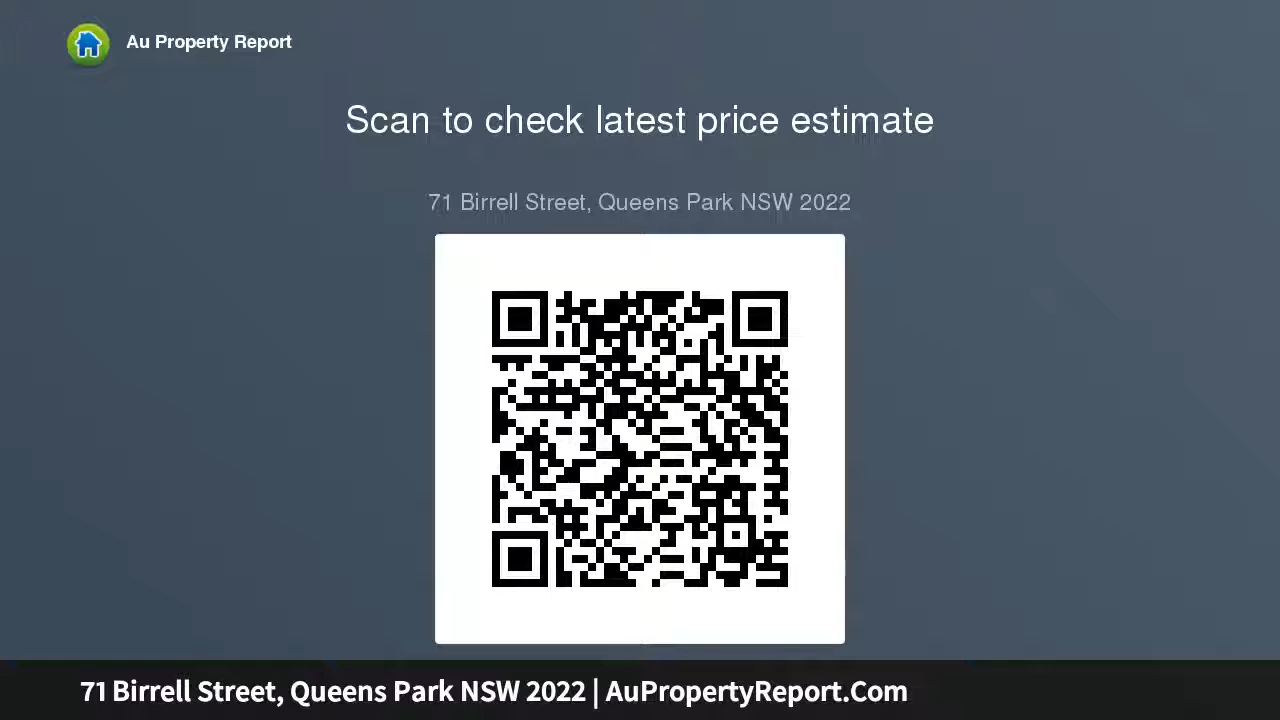 Au Property Report
Scan to check latest price estimate
71 Birrell Street, Queens Park NSW 2022
71 Birrell Street, Queens Park NSW 2022 | AuPropertyReport.Com